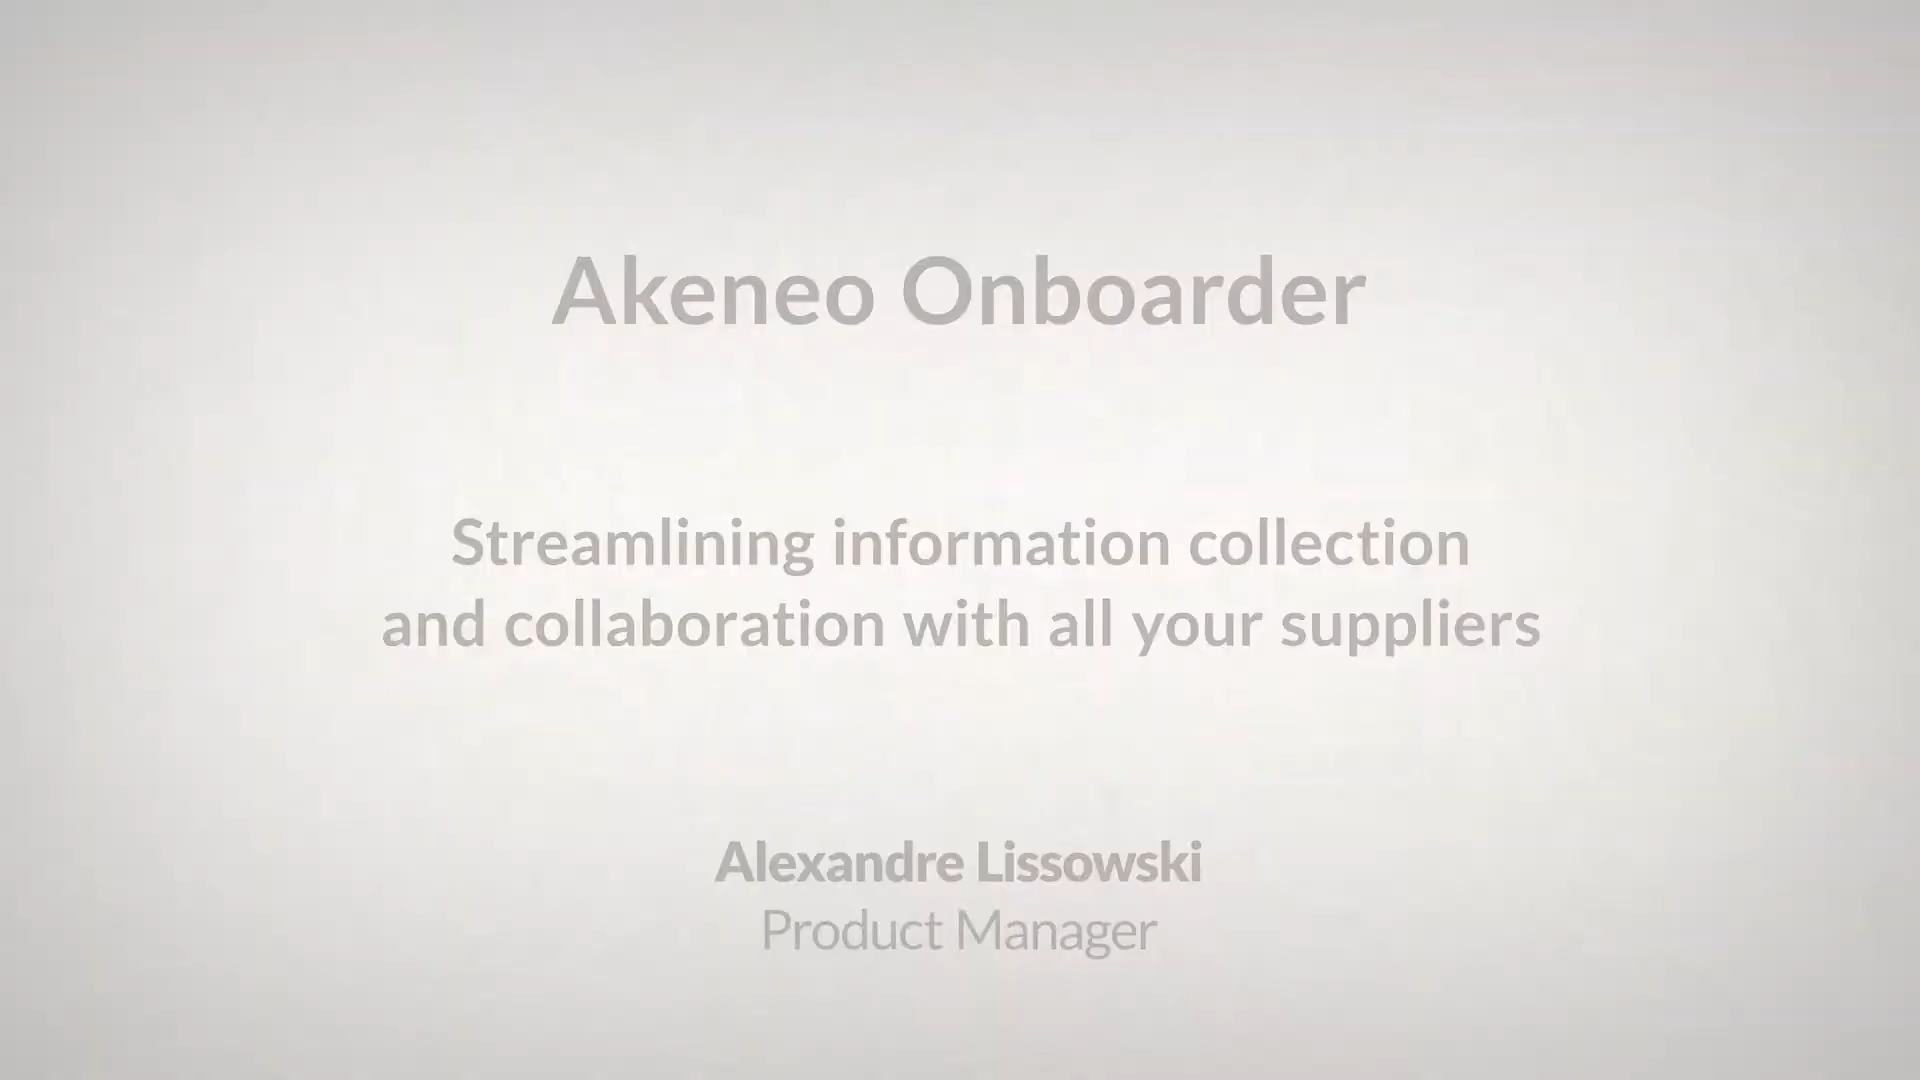 Akeneo Onboarder
Streamlining information collection
and collaboration with all your suppliers
Alexandre Lissowski
Product Manager